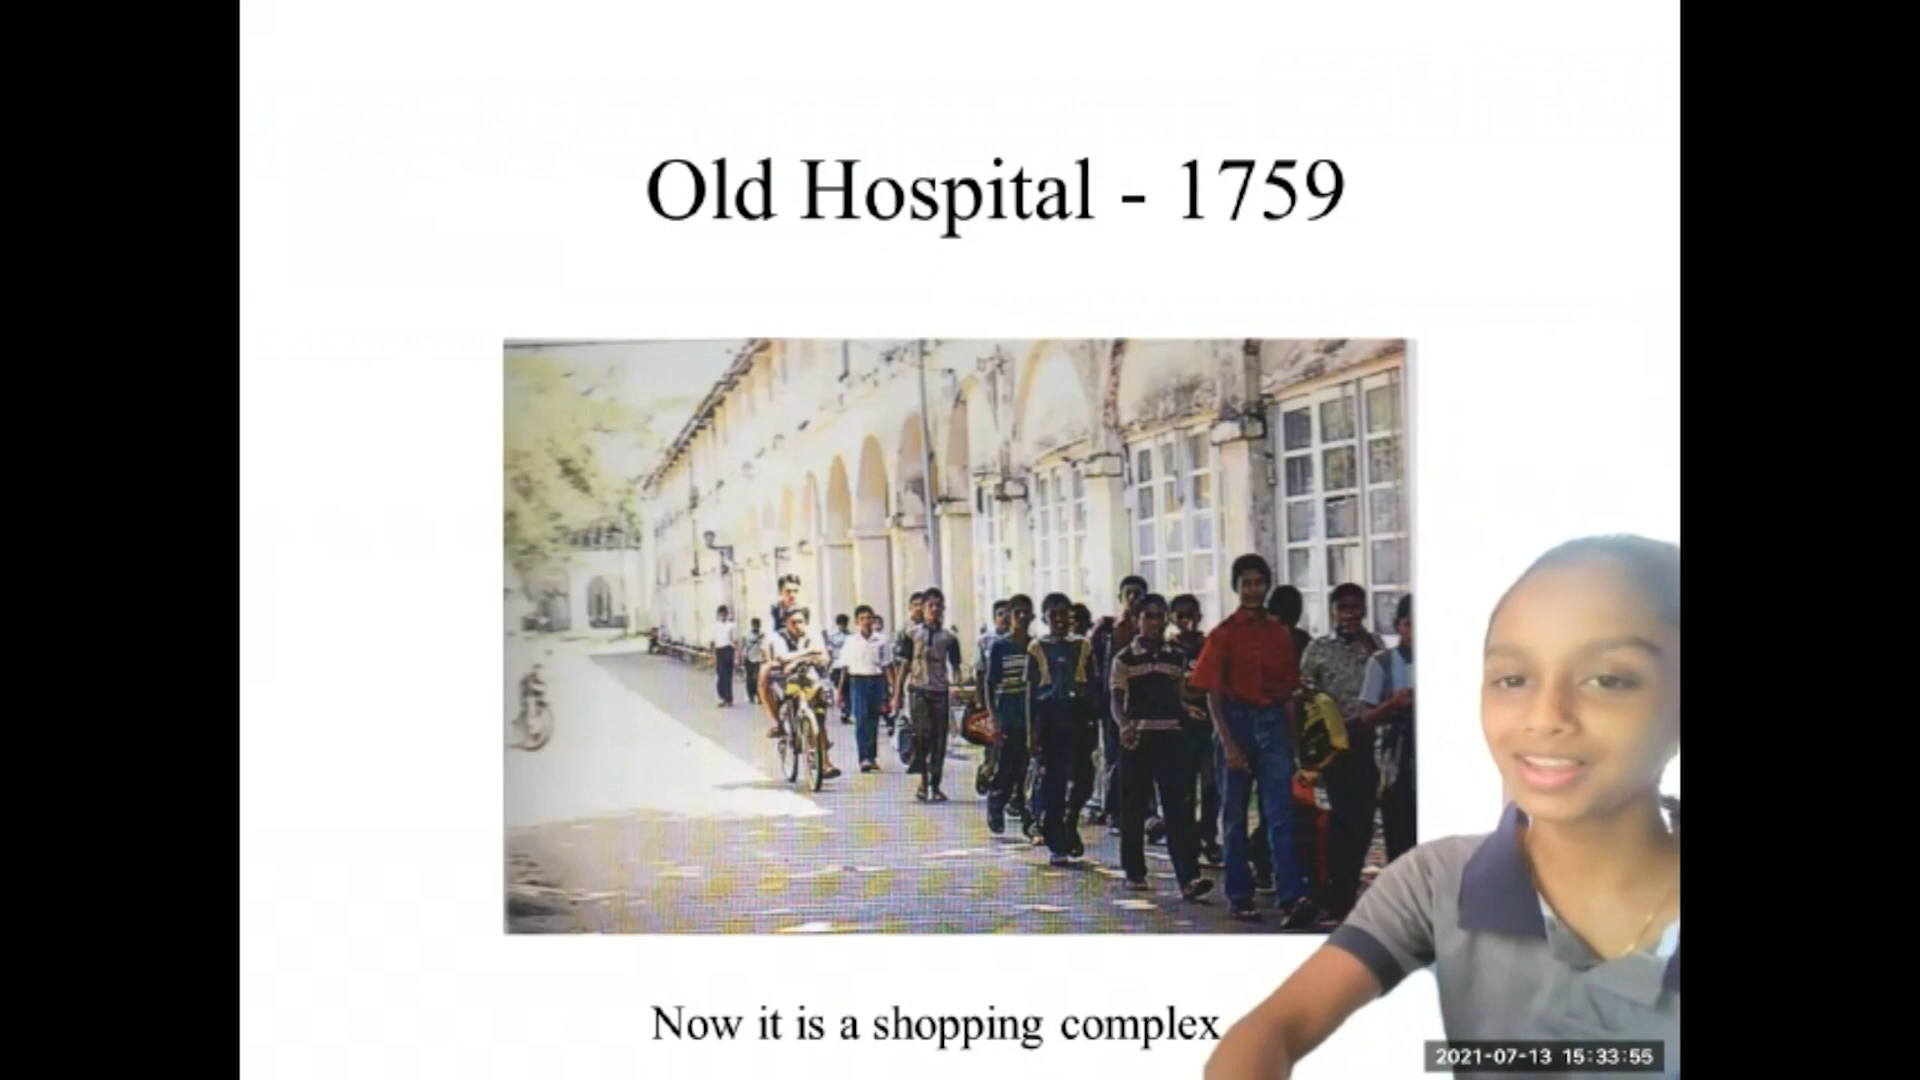 Old Hospital - 1759
Now it is a shopping complex
2021-07-13 15:33:55